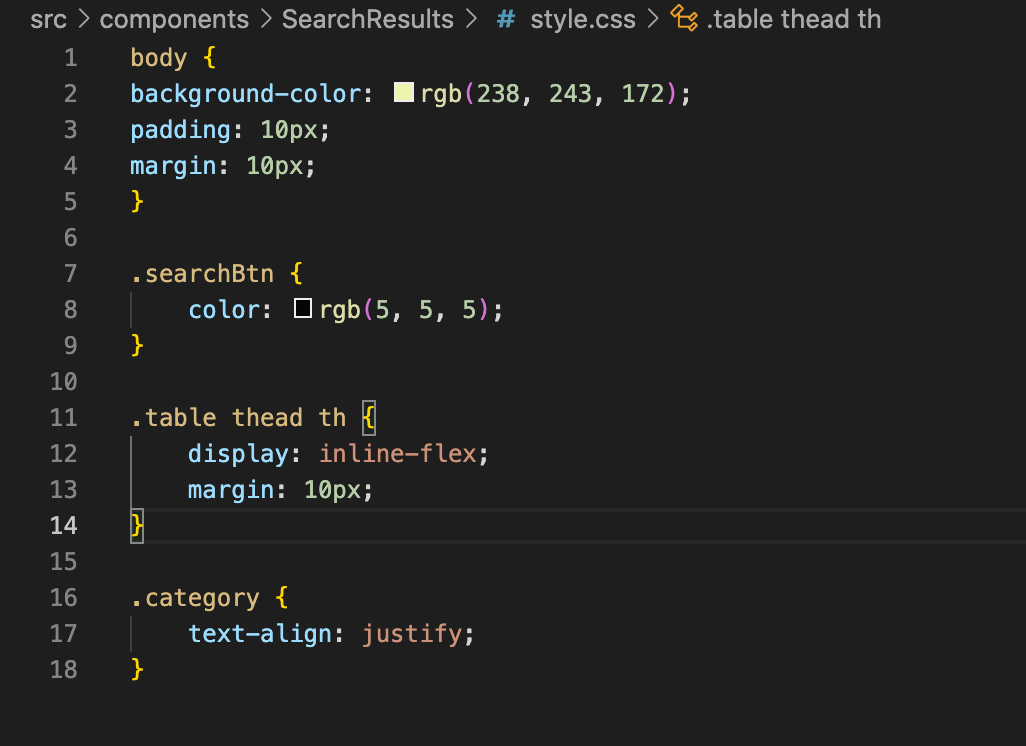 src > components > SearchResults > # style.css > .table thead th
1 body {
2 background-color: rgb(238, 243, 172);
3 padding: 10px;
4 margin: 10px;
5 }
6
7 .searchBtn {
8     color: rgb(5, 5, 5);
9 }
10
11 .table thead th {
12     display: inline-flex;
13     margin: 10px;
14 }
15
16 .category {
17     text-align: justify;
18 }